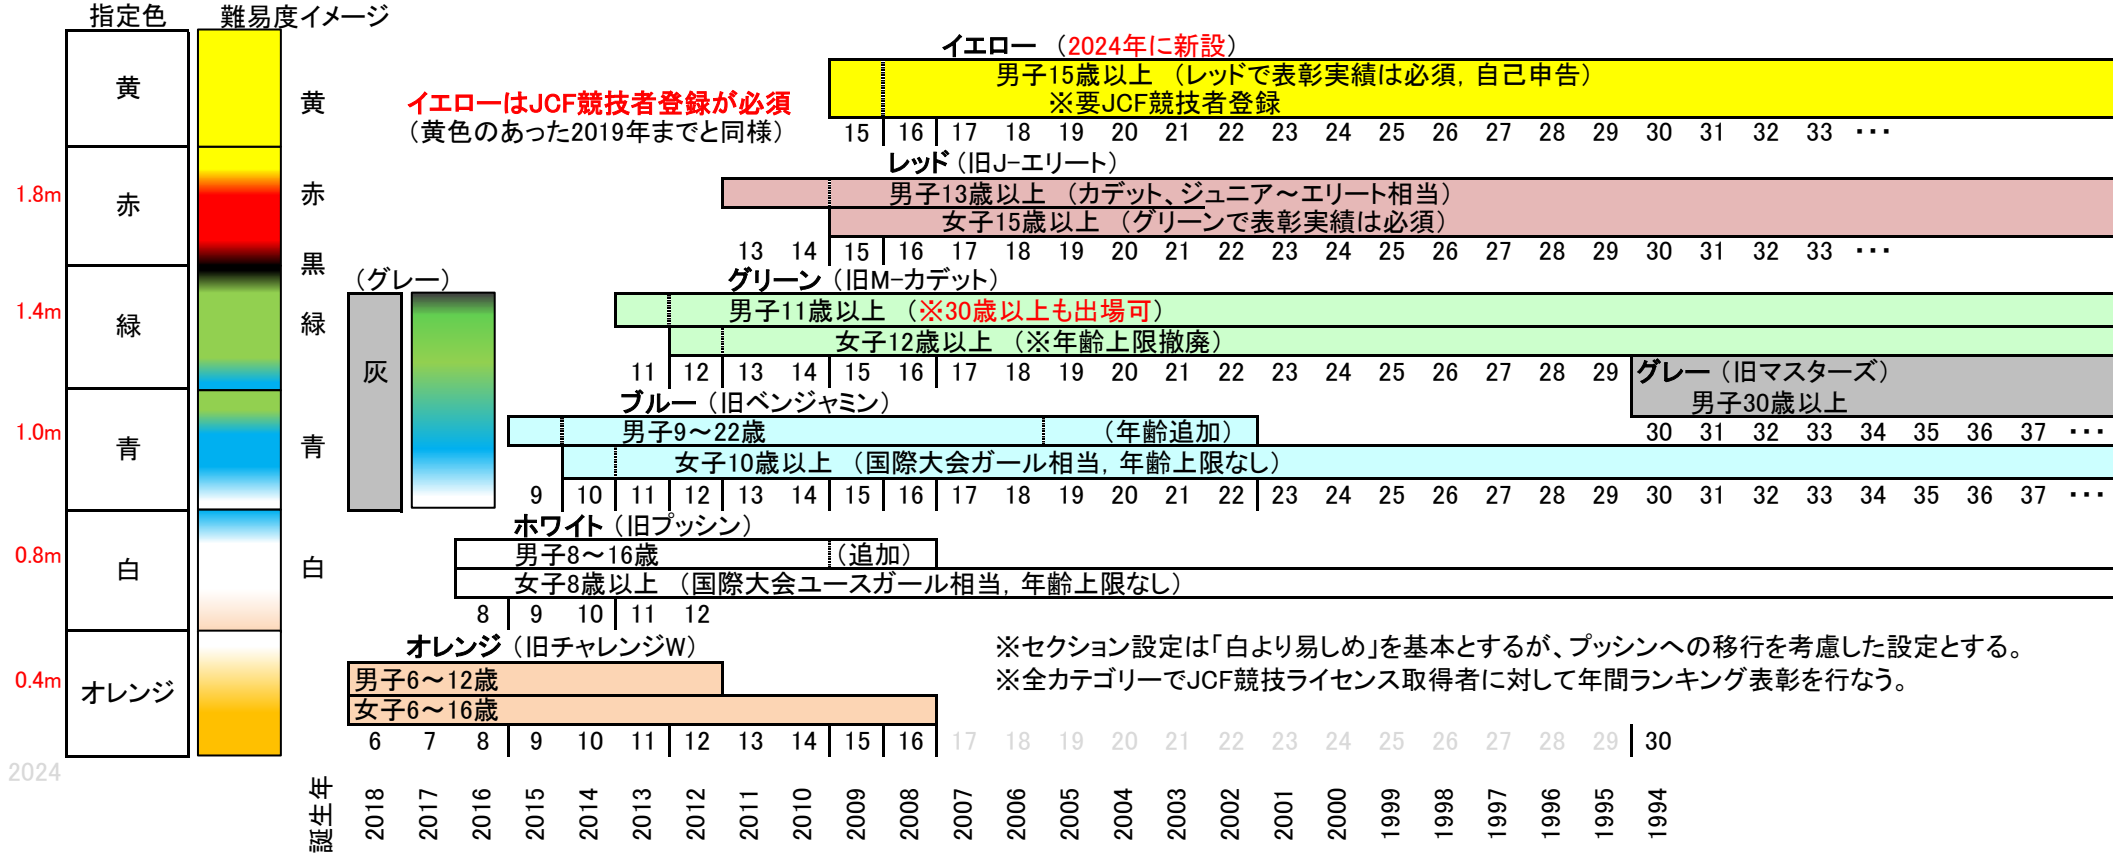 指定色 難易度イメージ
イエロー （2024年に新設）
黄
黄
男子15歳以上 （レッドで表彰実績は必須，自己申告）
※要JCF競技者登録
イエローはJCF競技者登録が必須
（黄色のあった2019年までと同様）
15 16 17 18 19 20 21 22 23 24 25 26 27 28 29 30 31 32 33 ・・・
レッド（旧J-エリート）
1.8m
赤
赤
男子13歳以上 （カデット、ジュニア～エリート相当）
女子15歳以上 （グリーンで表彰実績は必須）
13 14 15 16 17 18 19 20 21 22 23 24 25 26 27 28 29 30 31 32 33 ・・・
黒
（グレー）
グリーン（旧M-カデット）
1.4m
緑
緑
男子11歳以上 （※30歳以上も出場可）
女子12歳以上 （※年齢上限撤廃）
灰
11 12 13 14 15 16 17 18 19 20 21 22 23 24 25 26 27 28 29
グレー（旧マスターズ）
男子30歳以上
30 31 32 33 34 35 36 37 ・・・
ブルー（旧ベンジャミン）
1.0m
青
青
男子9～22歳 （年齢追加）
女子10歳以上 （国際大会ガール相当，年齢上限なし）
9 10 11 12 13 14 15 16 17 18 19 20 21 22 23 24 25 26 27 28 29 30 31 32 33 34 35 36 37 ・・・
ホワイト（旧プッシン）
0.8m
白
白
男子8～16歳 （追加）
女子8歳以上 （国際大会ユースガール相当，年齢上限なし）
8 9 10 11 12
オレンジ（旧チャレンジW）
※セクション設定は「白より易しめ」を基本とするが、プッシンへの移行を考慮した設定とする。
0.4m
オレンジ
男子6～12歳
※全カテゴリーでJCF競技ライセンス取得者に対して年間ランキング表彰を行なう。
女子6～16歳
6 7 8 9 10 11 12 13 14 15 16 17 18 19 20 21 22 23 24 25 26 27 28 29 30
2024
誕生年 2018 2017 2016 2015 2014 2013 2012 2011 2010 2009 2008 2007 2006 2005 2004 2003 2002 2001 2000 1999 1998 1997 1996 1995 1994